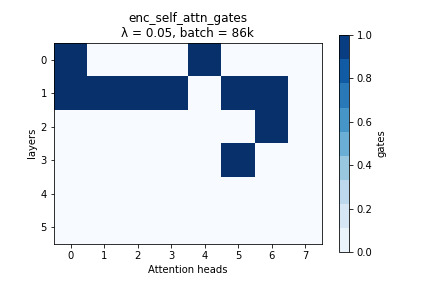 enc_self_attn_gates
λ = 0.05, batch = 86k
0
1
2
3
4
5
layers
0 1 2 3 4 5 6 7
Attention heads
1.0
0.8
0.6
0.4
0.2
0.0
gates